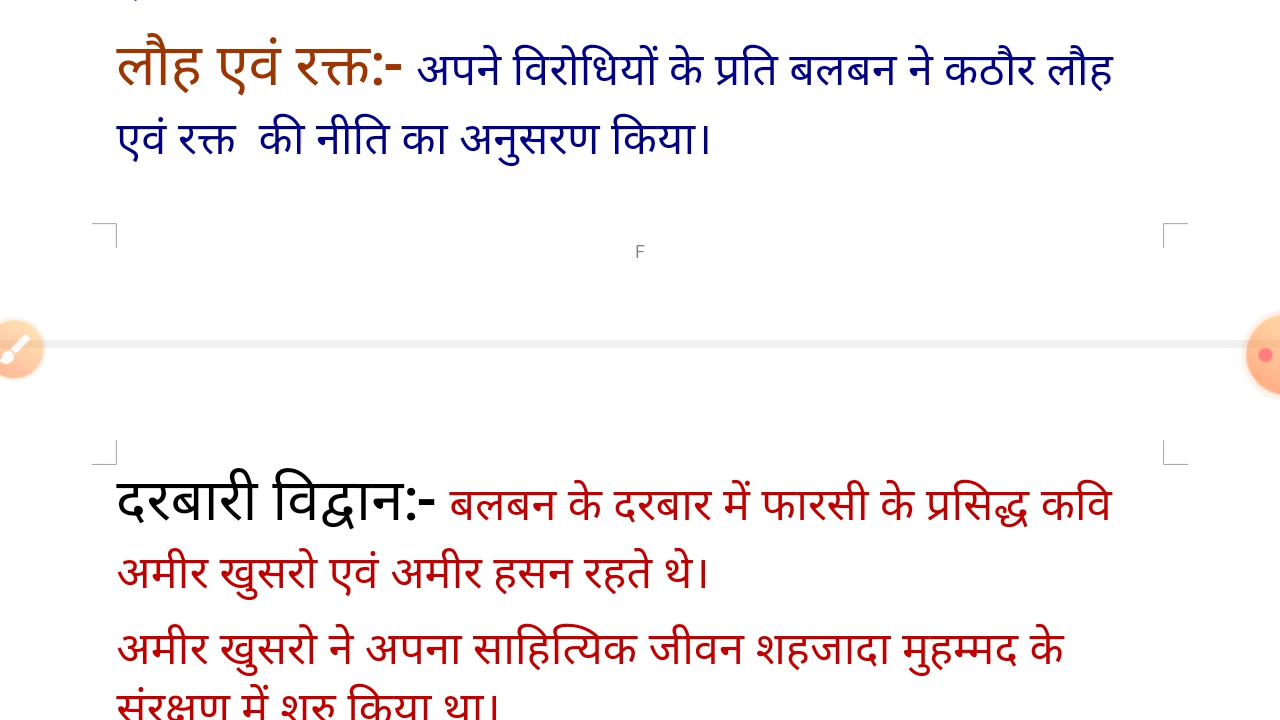 लौह एवं रक्त:- अपने विरोधियों के प्रति बलबन ने कठौर लौह
एवं रक्त की नीति का अनुसरण किया।
F
दरबारी विद्वान:- बलबन के दरबार में फारसी के प्रसिद्ध कवि
अमीर खुसरो एवं अमीर हसन रहते थे।
अमीर खुसरो ने अपना साहित्यिक जीवन शहजादा मुहम्मद के
संरक्षण में शुरु किया था।